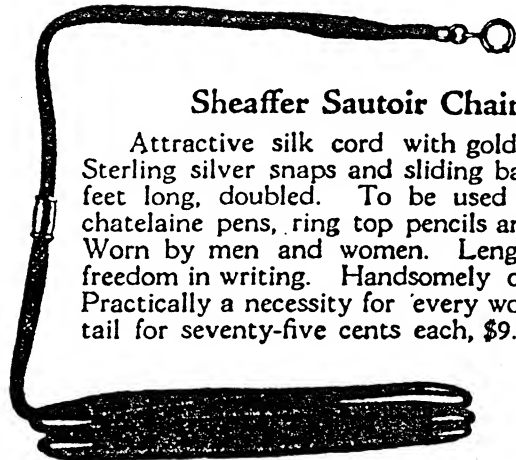 Sheaffer Sautoir Chain
Attractive silk cord with gold
Sterling silver snaps and sliding ba
feet long, doubled. To be used
chatelaine pens, ring top pencils an
Worn by men and women. Leng
freedom in writing. Handsomely c
Practically a necessity for every wo
tail for seventy-five cents each, $9.